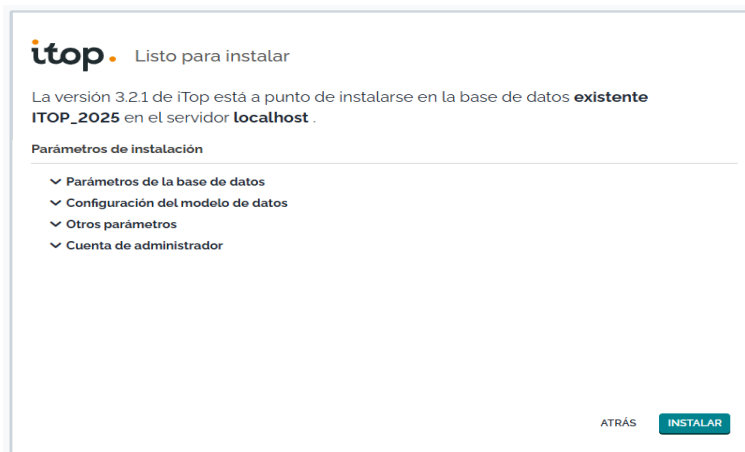 itop. Listo para instalar
La versión 3.2.1 de iTop está a punto de instalarse en la base de datos existente
ITOP_2025 en el servidor localhost .
Parámetros de instalación
Parámetros de la base de datos
Configuración del modelo de datos
Otros parámetros
Cuenta de administrador
ATRÁS INSTALAR